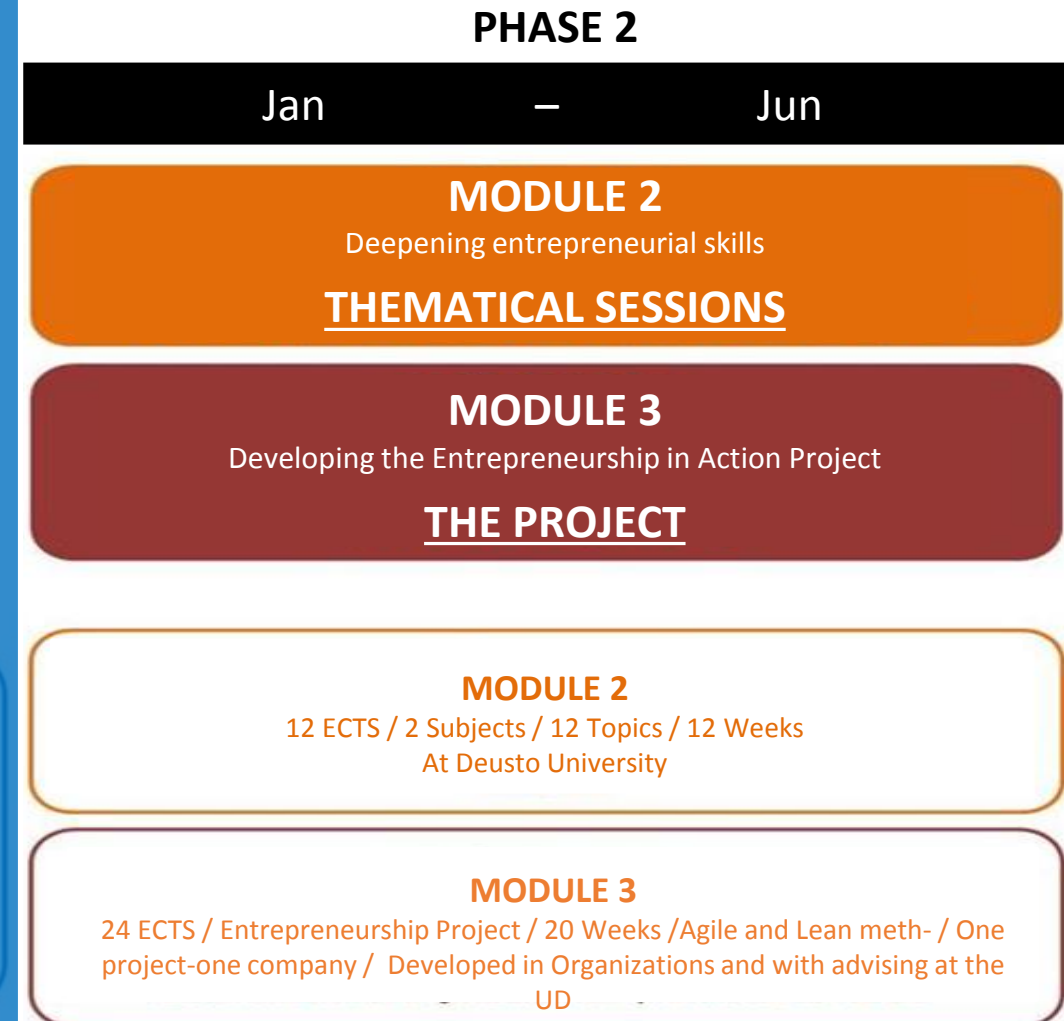 PHASE 2
Jan – Jun
MODULE 2
Deepening entrepreneurial skills
THEMATICAL SESSIONS
MODULE 3
Developing the Entrepreneurship in Action Project
THE PROJECT
MODULE 2
12 ECTS / 2 Subjects / 12 Topics / 12 Weeks
At Deusto University
MODULE 3
24 ECTS / Entrepreneurship Project / 20 Weeks /Agile and Lean meth- / One
project-one company / Developed in Organizations and with advising at the
UD